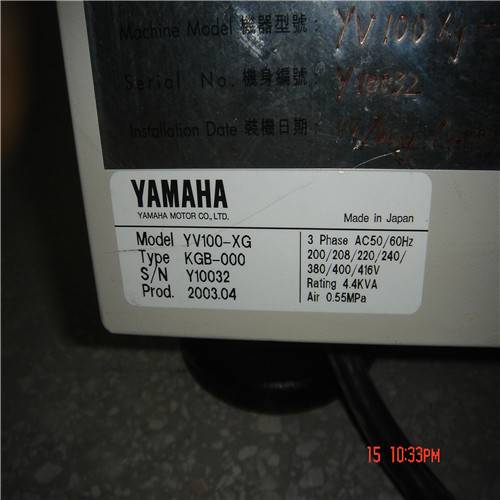 Machine Model 機器型號: YV100Xg
Serial No. 機身編號: Y10032
Installation Date 裝機日期:
YAMAHA
YAMAHA MOTOR CO., LTD.
Made in Japan
Model YV100-XG
Type KGB-000
S/N Y10032
Prod. 2003.04
3 Phase AC50/60Hz
200/208/220/240/
380/400/416V
Rating 4.4KVA
Air 0.55MPa
15 10:33PM